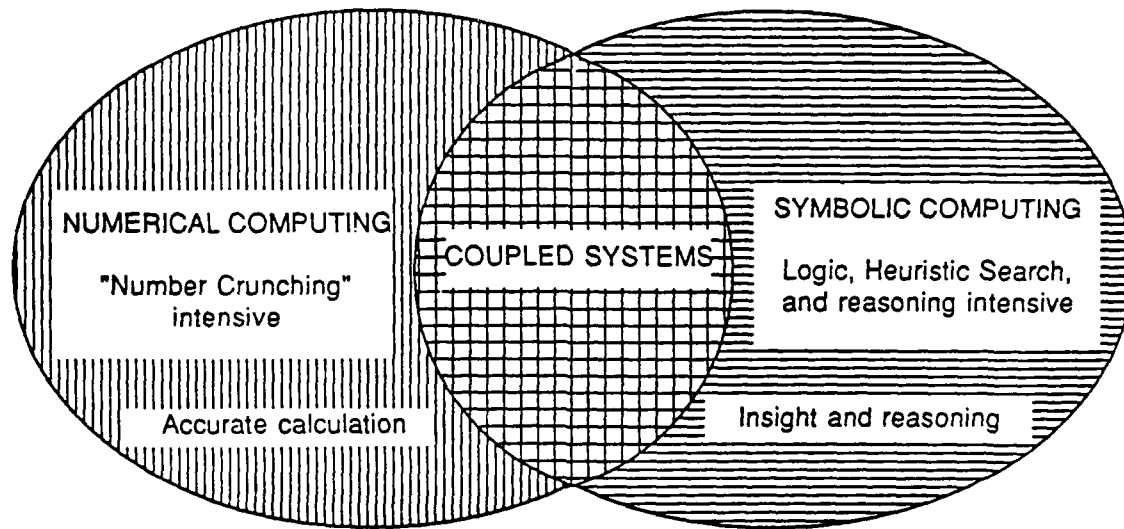 NUMERICAL COMPUTING
"Number Crunching"
intensive
Accurate calculation
COUPLED SYSTEMS
SYMBOLIC COMPUTING
Logic, Heuristic Search,
and reasoning intensive
Insight and reasoning